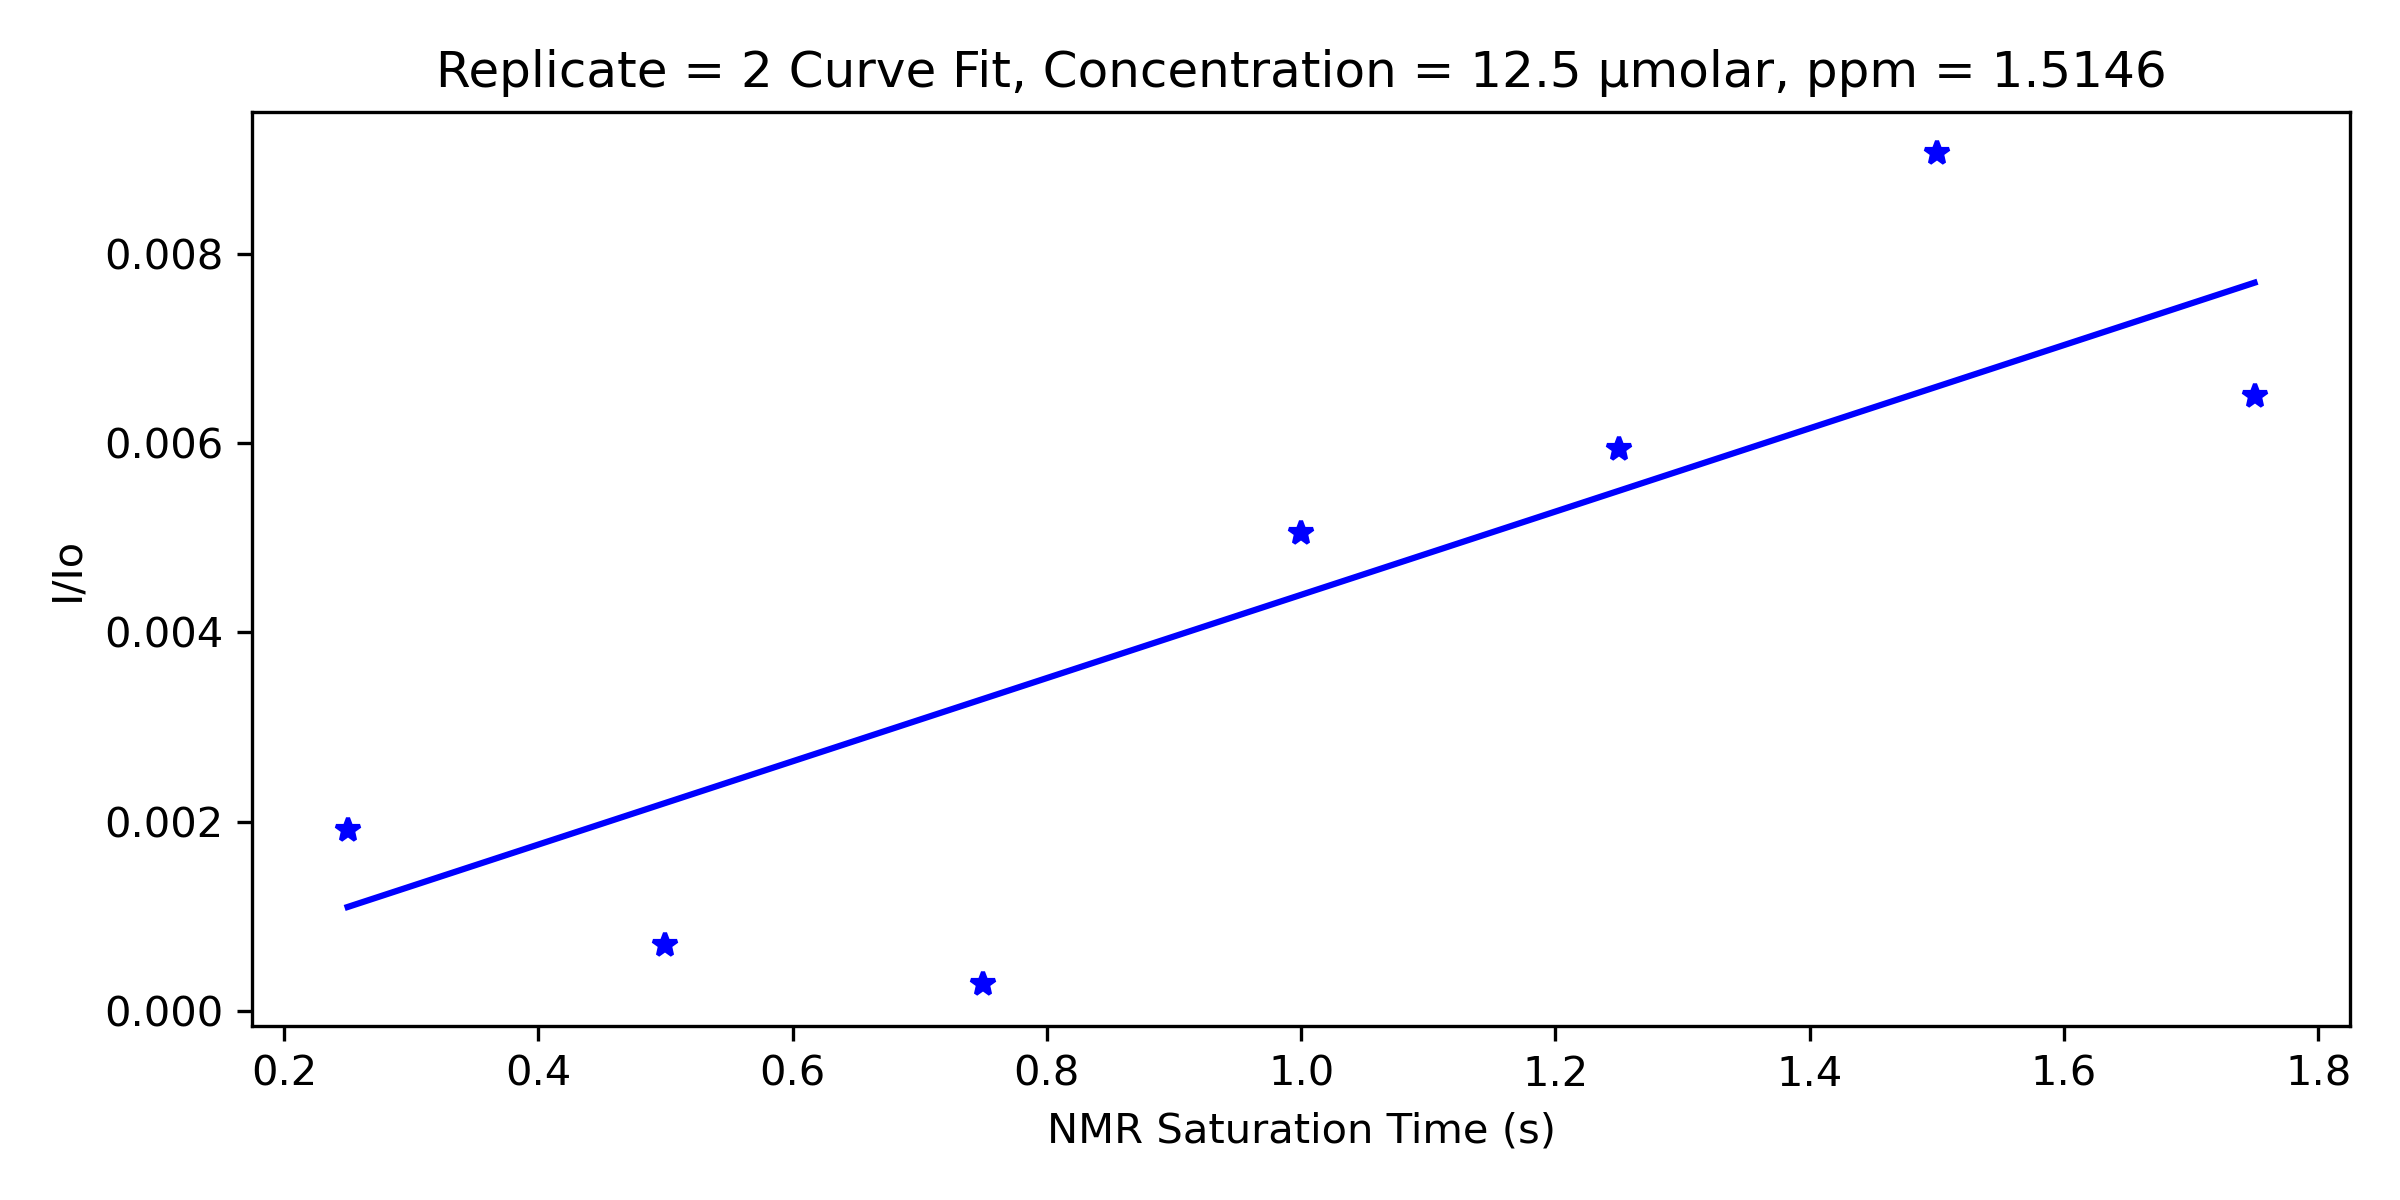 Replicate = 2 Curve Fit, Concentration = 12.5 µmolar, ppm = 1.5146
0.008
0.006
0.004
0.002
0.000
I/Io
0.2 0.4 0.6 0.8 1.0 1.2 1.4 1.6 1.8
NMR Saturation Time (s)